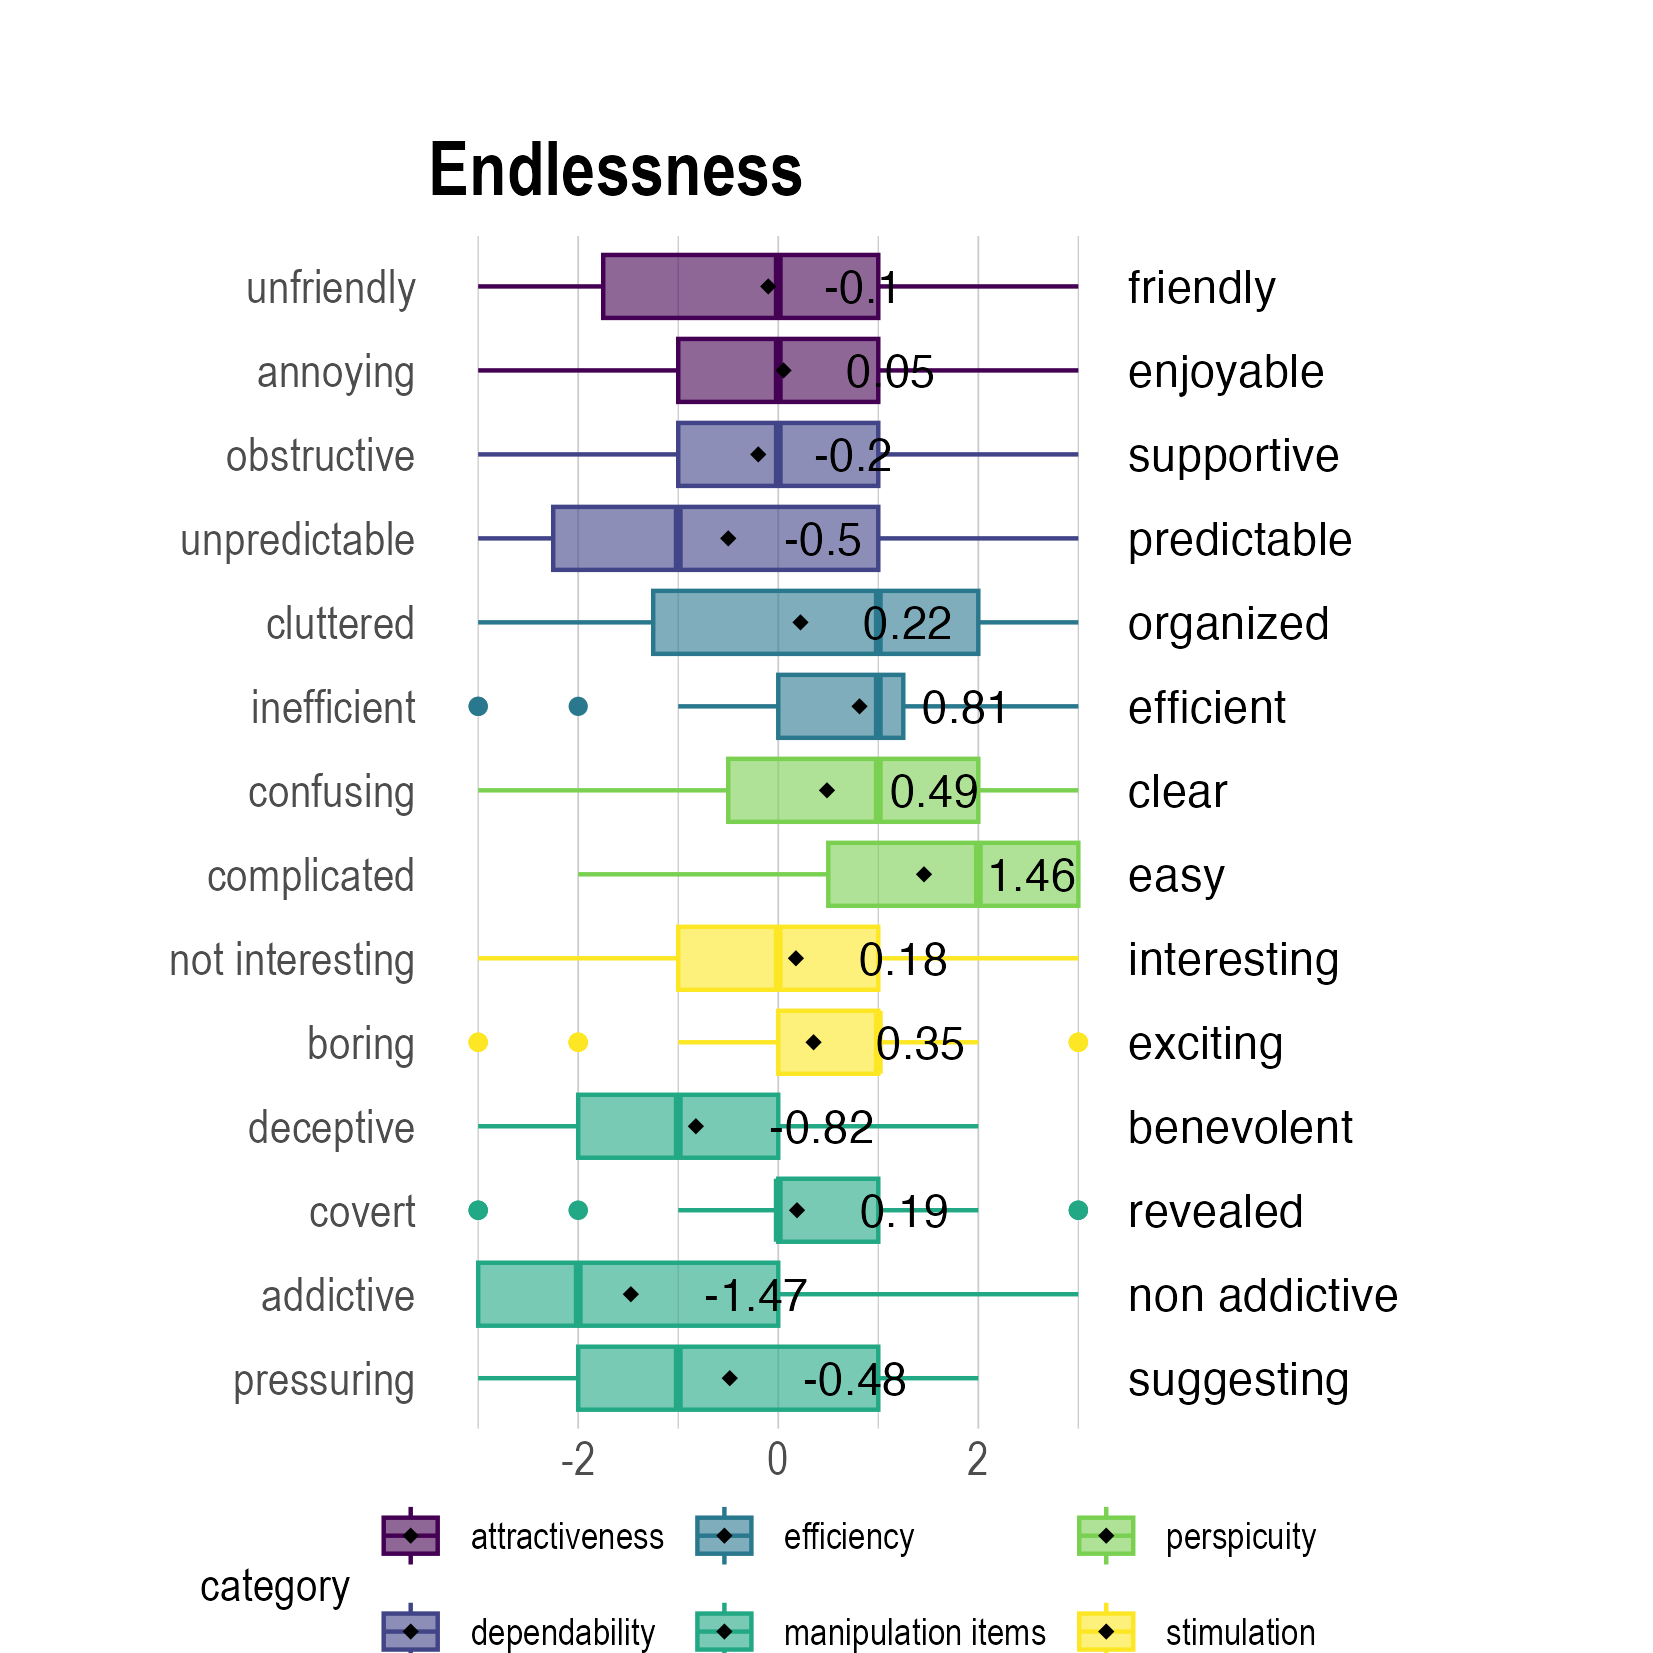 Endlessness
unfriendly -0.1 friendly
annoying 0.05 enjoyable
obstructive -0.2 supportive
unpredictable -0.5 predictable
cluttered 0.22 organized
inefficient 0.81 efficient
confusing 0.49 clear
complicated 1.46 easy
not interesting 0.18 interesting
boring 0.35 exciting
deceptive -0.82 benevolent
covert 0.19 revealed
addictive -1.47 non addictive
pressuring -0.48 suggesting
-2 0 2
category
attractiveness efficiency perspicuity
dependability manipulation items stimulation